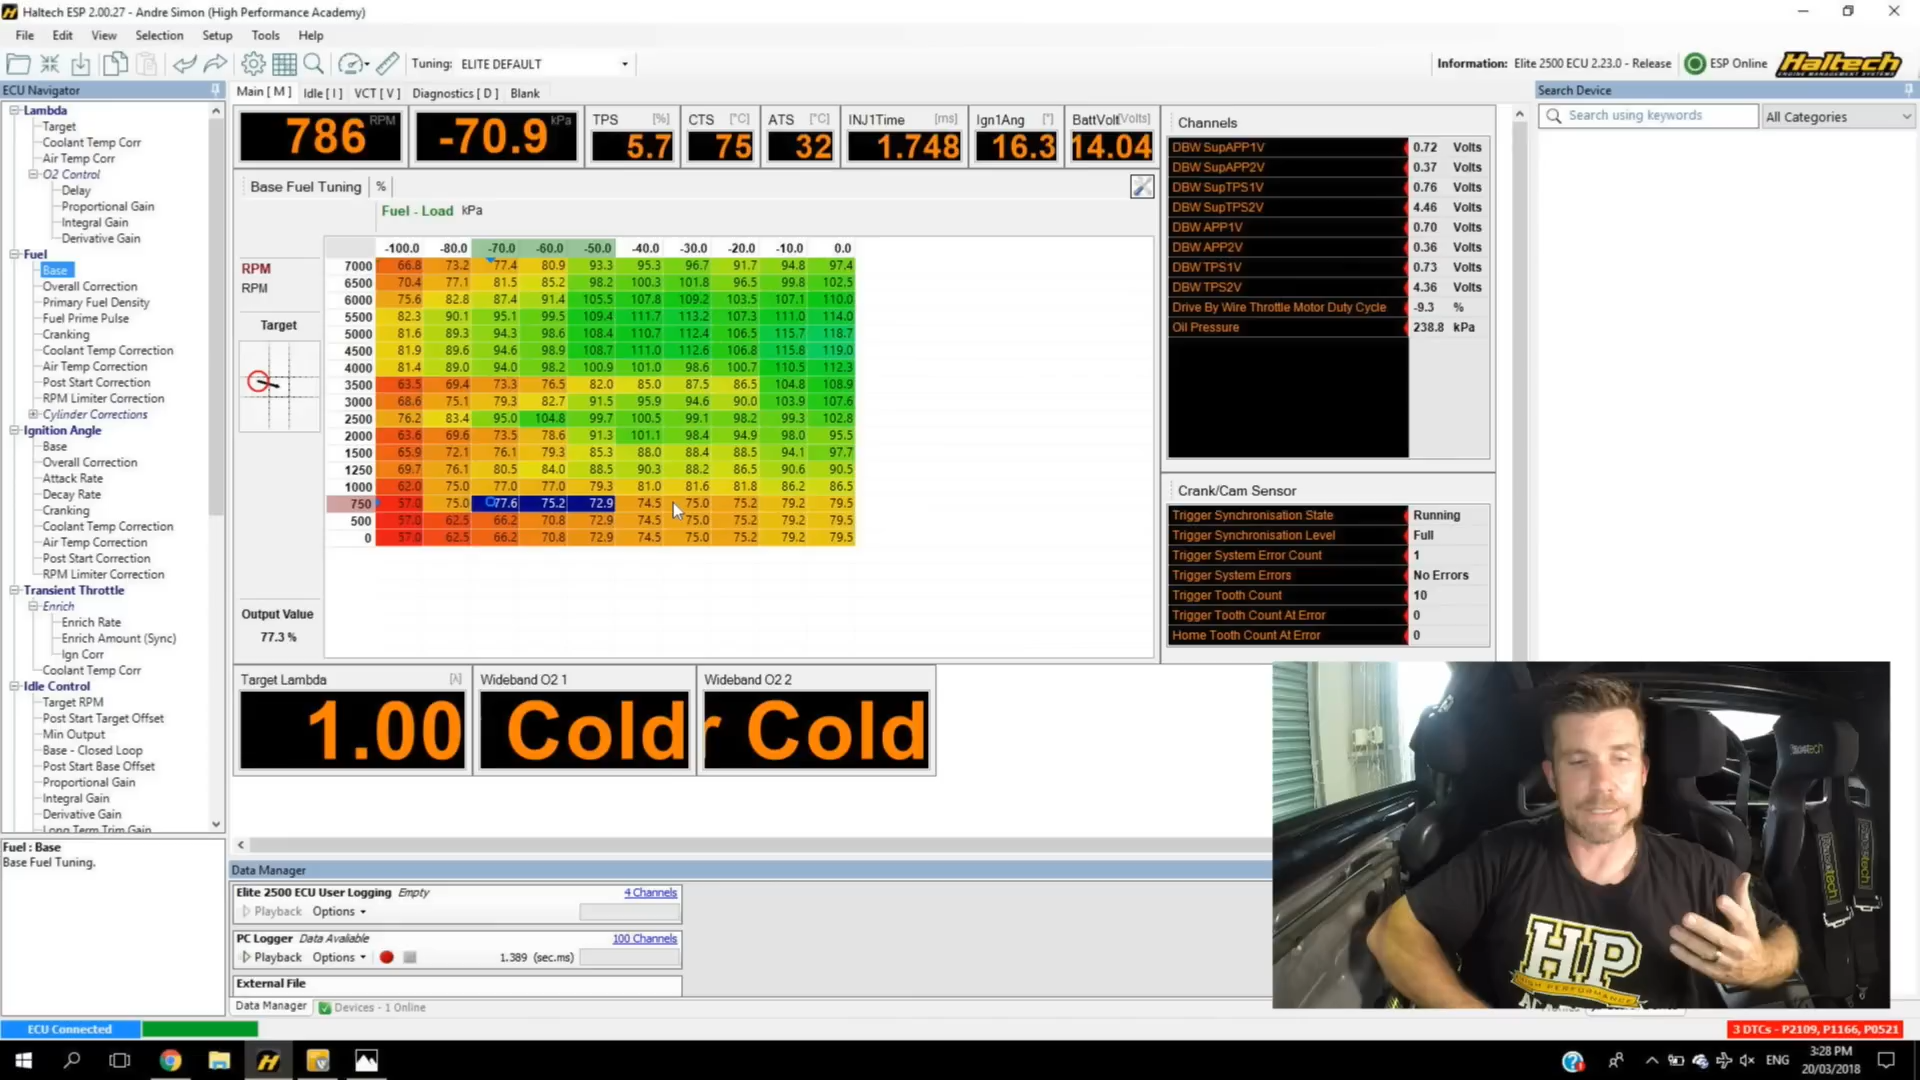 Haltech ESP 2.00.27 - Andre Simon (High Performance Academy)
File Edit View Selection Setup Tools Help
Tuning: ELITE DEFAULT
Information: Elite 2500 ECU 2.23.0 - Release ESP Online Haltech
ENGINE MANAGEMENT SYSTEMS
ECU Navigator
Lambda
Target
Coolant Temp Corr
Air Temp Corr
O2 Control
Delay
Proportional Gain
Integral Gain
Derivative Gain
Fuel
Base
Overall Correction
Primary Fuel Density
Fuel Prime Pulse
Cranking
Coolant Temp Correction
Air Temp Correction
Post Start Correction
RPM Limiter Correction
Cylinder Corrections
Ignition Angle
Base
Overall Correction
Attack Rate
Decay Rate
Cranking
Coolant Temp Correction
Air Temp Correction
Post Start Correction
RPM Limiter Correction
Transient Throttle
Enrich
Enrich Rate
Enrich Amount (Sync)
Ign Corr
Coolant Temp Corr
Idle Control
Target RPM
Post Start Target Offset
Min Output
Base - Closed Loop
Post Start Base Offset
Proportional Gain
Integral Gain
Derivative Gain
Long Term Trim Gain
Fuel : Base
Base Fuel Tuning.
Main [ M ] Idle [ I ] VCT [ V ] Diagnostics [ D ] Blank
786 RPM
-70.9 kPa
TPS [%]
5.7
CTS [°C]
75
ATS [°C]
32
INJ1Time [ms]
1.748
Ign1Ang [°]
16.3
BattVolt [Volts]
14.04
Base Fuel Tuning %
Fuel - Load kPa
-100.0 -80.0 -70.0 -60.0 -50.0 -40.0 -30.0 -20.0 -10.0 0.0
RPM
RPM
Target
7000 66.8 73.2 77.4 80.9 93.3 95.3 96.7 91.7 94.8 97.4
6500 70.4 77.1 81.5 85.2 98.2 100.3 101.8 96.5 99.8 102.5
6000 75.6 82.8 87.4 91.4 105.5 107.8 109.2 103.5 107.1 110.0
5500 82.3 90.1 95.1 99.5 109.4 111.7 113.2 107.3 111.0 114.0
5000 81.6 89.3 94.3 98.6 108.4 110.7 112.4 106.5 115.7 118.7
4500 81.9 89.6 94.6 98.9 108.7 111.0 112.6 106.8 115.8 119.0
4000 81.4 89.0 94.0 98.2 100.9 101.0 98.6 100.7 110.5 112.3
3500 63.5 69.4 73.3 76.5 82.0 85.0 87.5 86.5 104.8 108.9
3000 68.6 75.1 79.3 82.7 91.5 95.9 94.6 90.0 103.9 107.6
2500 76.2 83.4 95.0 104.8 99.7 100.5 99.1 98.2 99.3 102.8
2000 63.6 69.6 73.5 78.6 91.3 101.1 98.4 94.9 98.0 95.5
1500 65.9 72.1 76.1 79.3 85.3 88.0 88.4 88.5 94.1 97.7
1250 69.7 76.1 80.5 84.0 88.5 90.3 88.2 86.5 90.6 90.5
1000 62.0 75.0 77.0 77.0 79.3 81.0 81.6 81.8 86.2 86.5
750 57.0 75.0 77.6 75.2 72.9 74.5 75.0 75.2 79.2 79.5
500 57.0 62.5 66.2 70.8 72.9 74.5 75.0 75.2 79.2 79.5
0 57.0 62.5 66.2 70.8 72.9 74.5 75.0 75.2 79.2 79.5
Output Value
77.3 %
Target Lambda [λ]
1.00
Wideband O2 1
Cold
Wideband O2 2
r Cold
Channels
DBW SupAPP1V 0.72 Volts
DBW SupAPP2V 0.37 Volts
DBW SupTPS1V 0.76 Volts
DBW SupTPS2V 4.46 Volts
DBW APP1V 0.70 Volts
DBW APP2V 0.36 Volts
DBW TPS1V 0.73 Volts
DBW TPS2V 4.36 Volts
Drive By Wire Throttle Motor Duty Cycle -9.3 %
Oil Pressure 238.8 kPa
Crank/Cam Sensor
Trigger Synchronisation State Running
Trigger Synchronisation Level Full
Trigger System Error Count 1
Trigger System Errors No Errors
Trigger Tooth Count 10
Trigger Tooth Count At Error 0
Home Tooth Count At Error 0
Search Device
Search using keywords All Categories
Data Manager
Elite 2500 ECU User Logging Empty 4 Channels
Playback Options
PC Logger Data Available 100 Channels
Playback Options 1.389 (sec.ms)
External File
Data Manager Devices - 1 Online
HP
HIGH PERFORMANCE
ECU Connected
3 DTCs - P2109, P1166, P0521
ENG
3:28 PM
20/03/2018